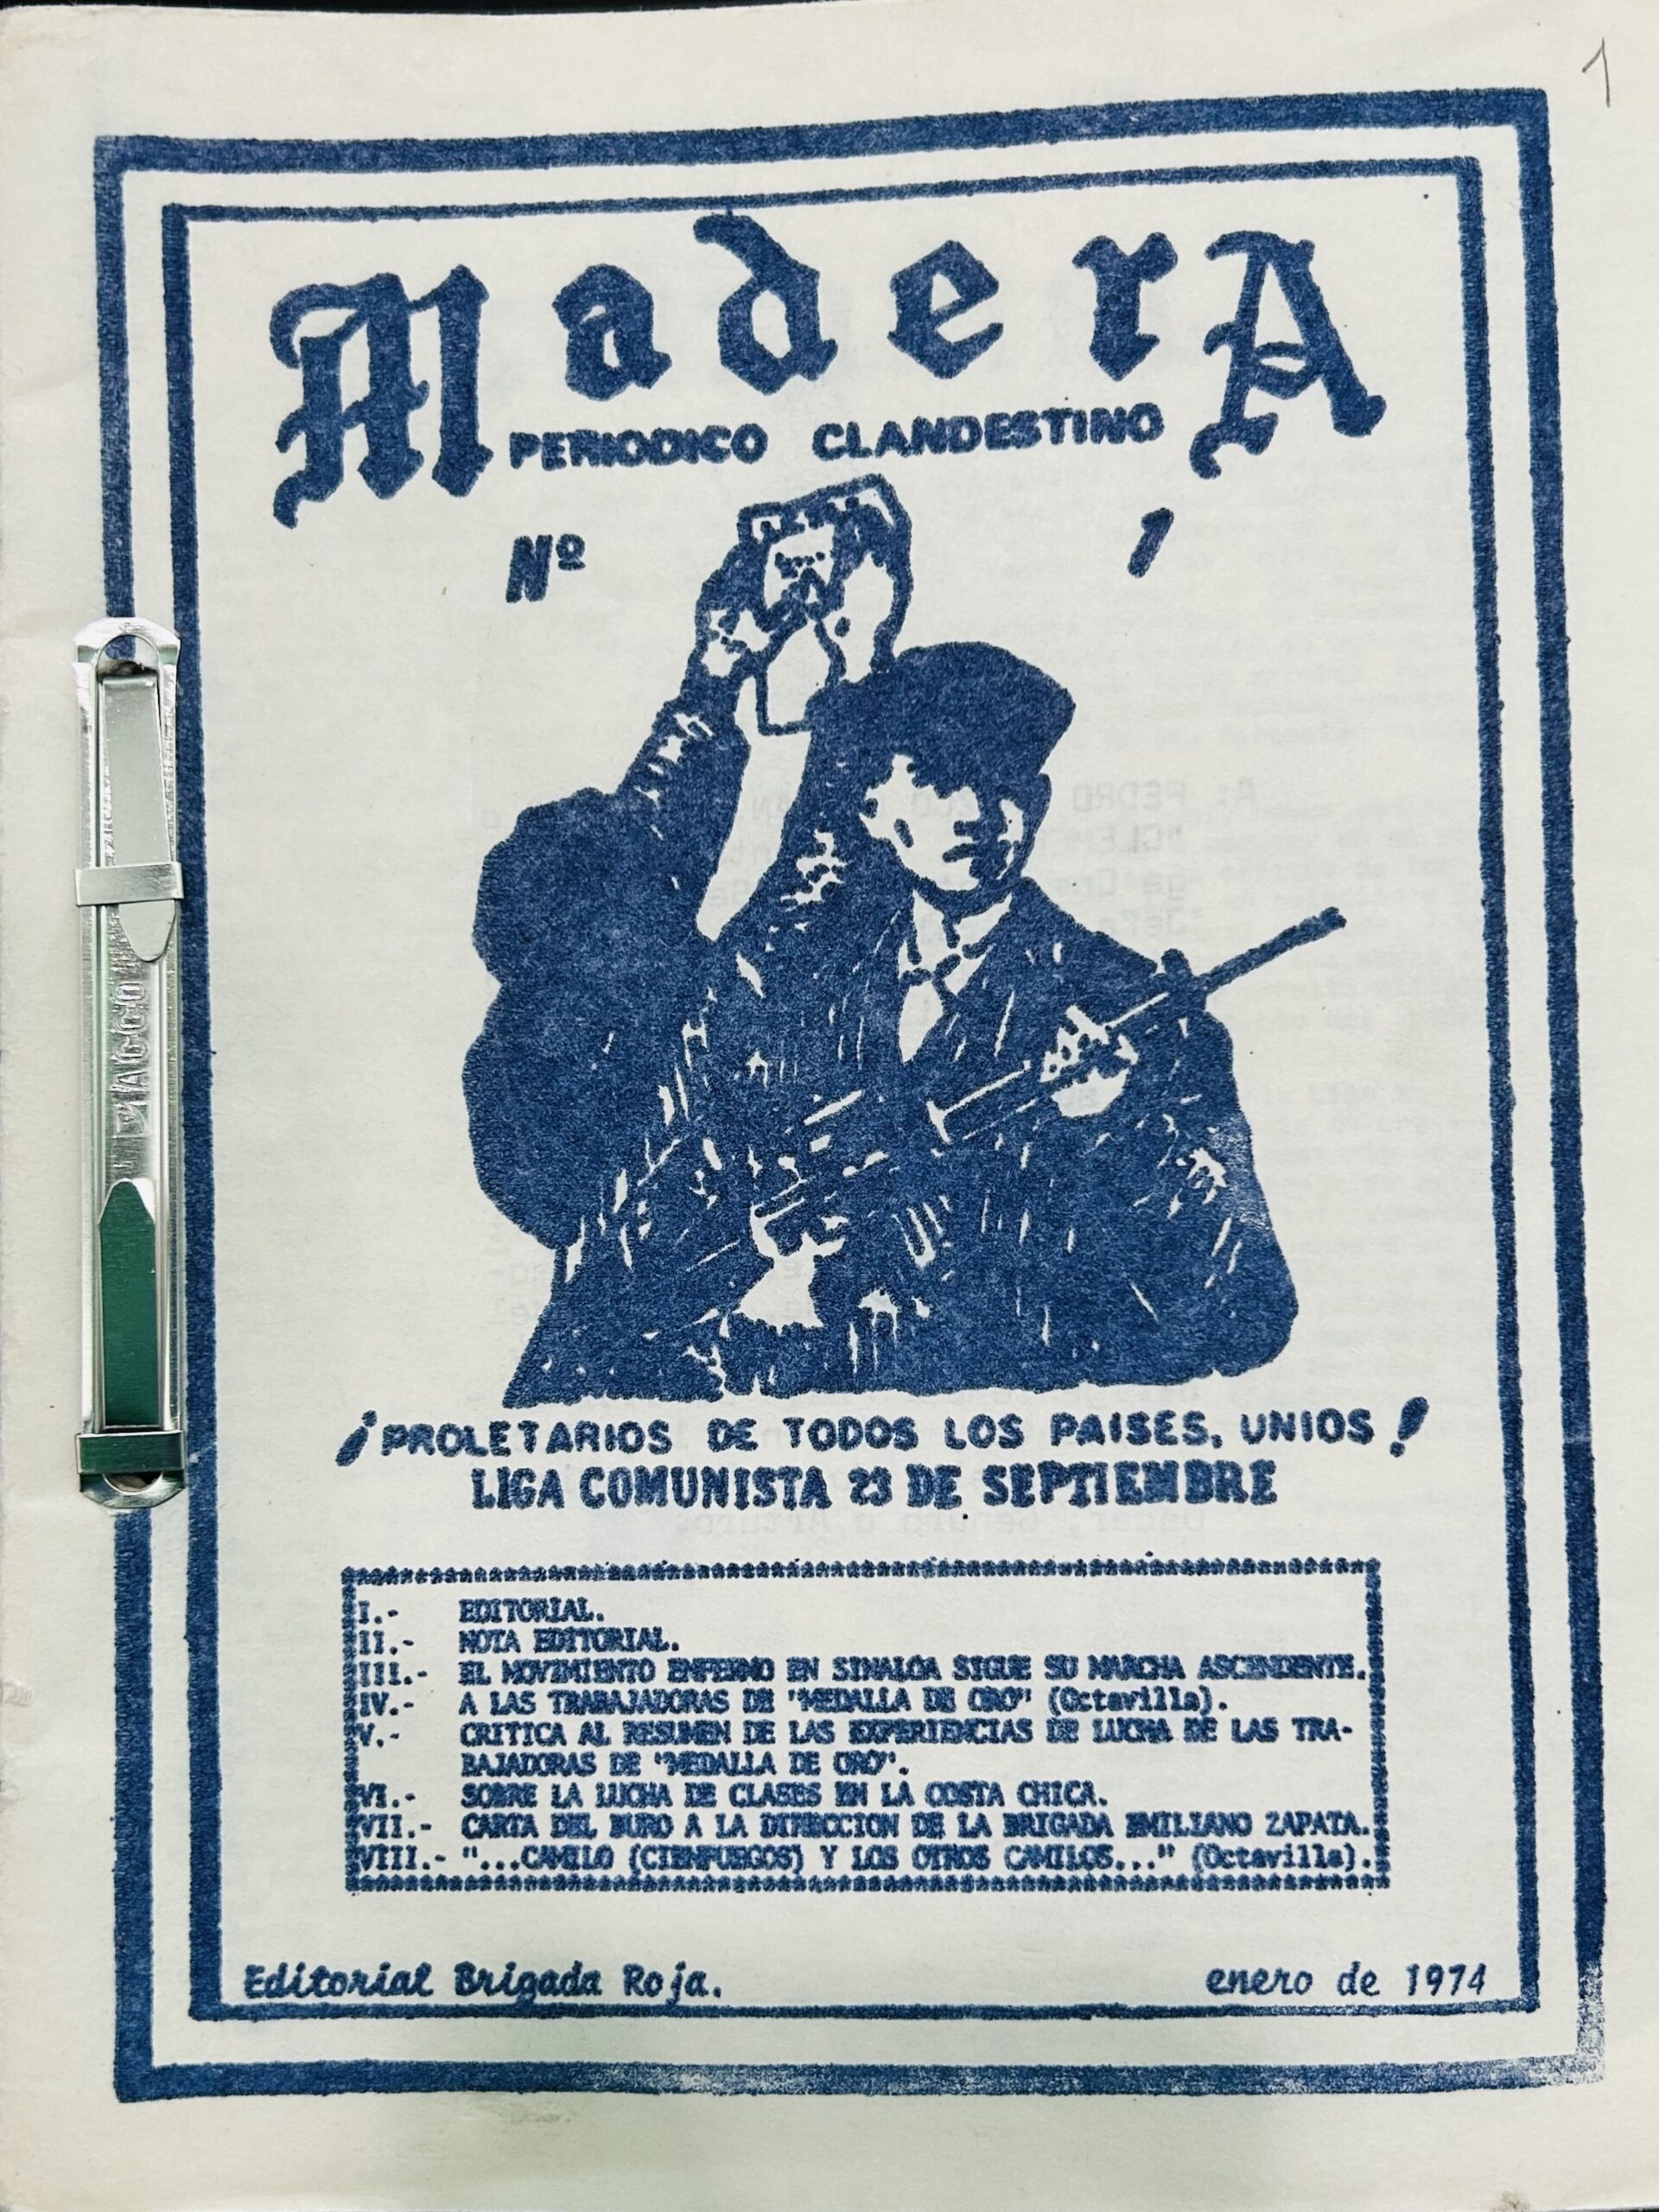 1
MaderA
PERIODICO CLANDESTINO
Nº 1
ACCO
¡PROLETARIOS DE TODOS LOS PAISES, UNIOS!
LIGA COMUNISTA 23 DE SEPTIEMBRE
I.- EDITORIAL.
II.- NOTA EDITORIAL.
III.- EL MOVIMIENTO ENFERMO EN SINALOA SIGUE SU MARCHA ASCENDENTE.
IV.- A LAS TRABAJADORAS DE "MEDALLA DE ORO" (Octavilla).
V.- CRITICA AL RESUMEN DE LAS EXPERIENCIAS DE LUCHA DE LAS TRA-
BAJADORAS DE "MEDALLA DE ORO".
VI.- SOBRE LA LUCHA DE CLASES EN LA COSTA CHICA.
VII.- CARTA DEL BURO A LA DIRECCION DE LA BRIGADA EMILIANO ZAPATA.
VIII.- "...CAMILO (CIENFUEGOS) Y LOS OTROS CAMILOS..." (Octavilla).
Editorial Brigada Roja.
enero de 1974